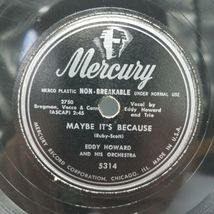 Mercury
MERCO PLASTIC NON-BREAKABLE UNDER NORMAL USE
2750
Bregman, Vocco & Conn
(ASCAP) 2:45
Vocal by
Eddy Howard
and Trio
MAYBE IT'S BECAUSE
(Ruby-Scott)
EDDY HOWARD
AND HIS ORCHESTRA
5314
MERCURY RECORD CORPORATION, CHICAGO, ILL. MADE IN U.S.A.